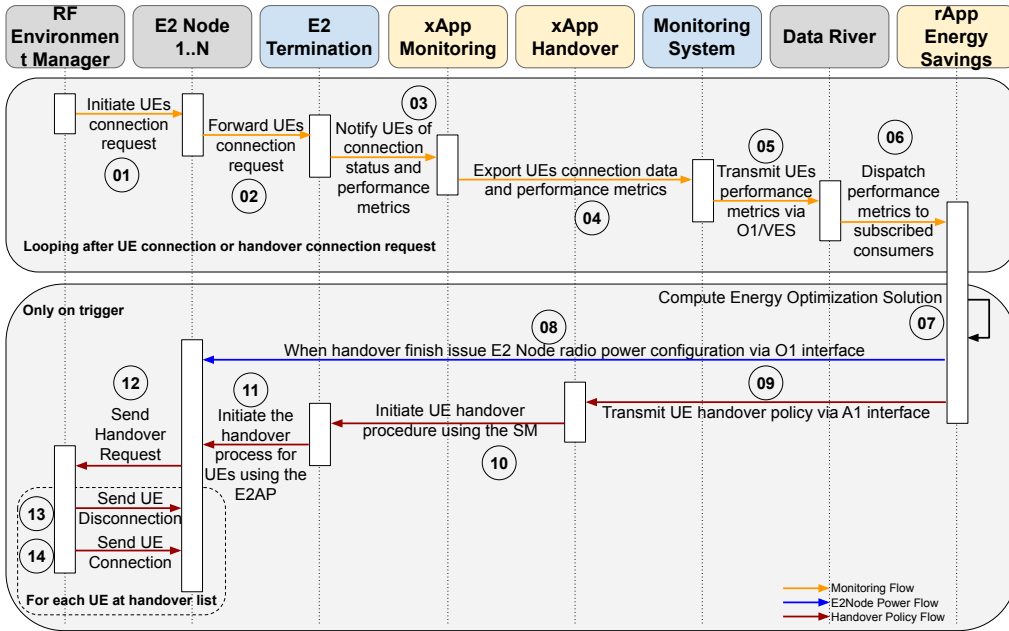 RF
Environmen
t Manager
E2 Node
1..N
E2
Termination
xApp
Monitoring
xApp
Handover
Monitoring
System
Data River
rApp
Energy
Savings
Initiate UEs
connection
request
01
Forward UEs
connection
request
02
03
Notify UEs of
connection
status and
performance
metrics
Export UEs connection data
and performance metrics
04
05
Transmit UEs
performance
metrics via
O1/VES
06
Dispatch
performance
metrics to
subscribed
consumers
Looping after UE connection or handover connection request
Only on trigger
Compute Energy Optimization Solution
07
08
When handover finish issue E2 Node radio power configuration via O1 interface
09
Transmit UE handover policy via A1 interface
Initiate UE handover
procedure using the SM
10
11
Initiate the
handover
process for
UEs using the
E2AP
12
Send
Handover
Request
13
Send UE
Disconnection
14
Send UE
Connection
For each UE at handover list
Monitoring Flow
E2Node Power Flow
Handover Policy Flow